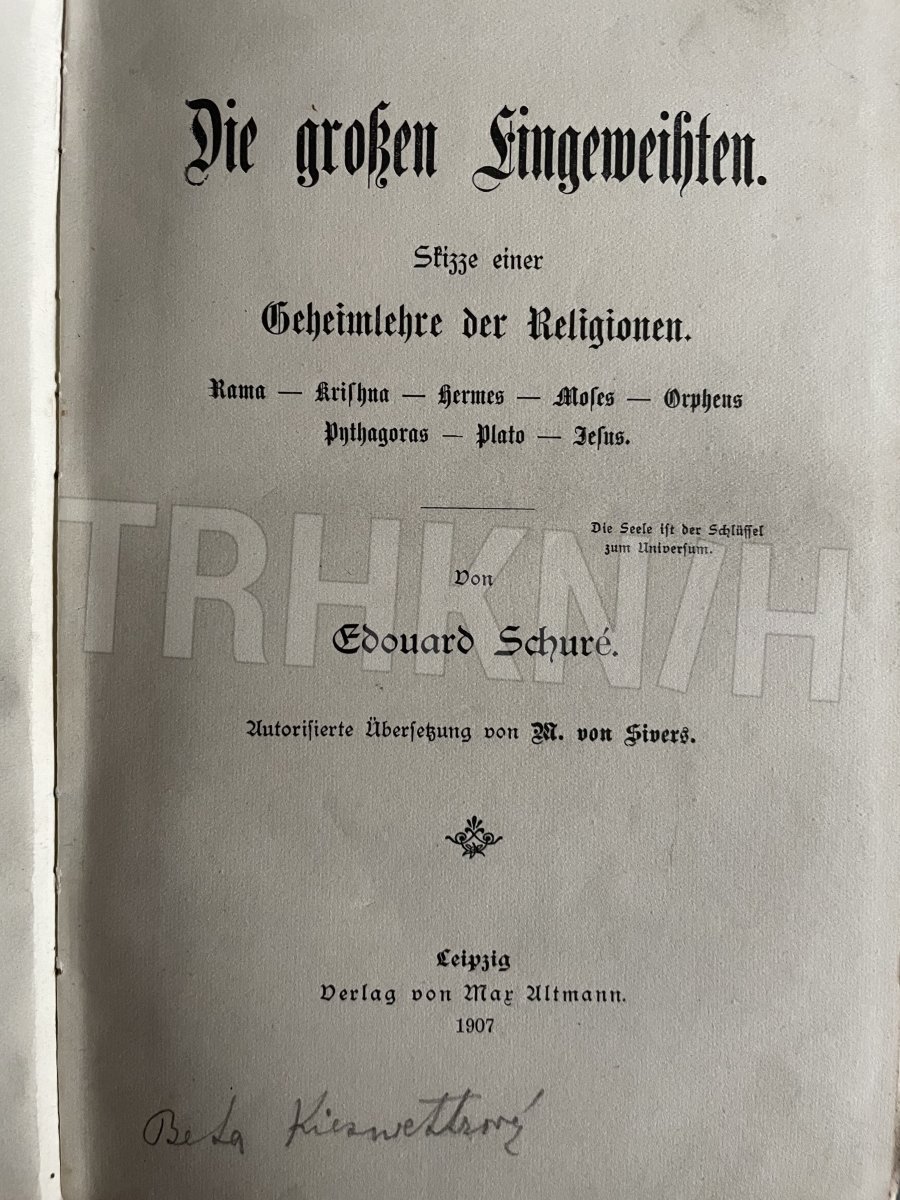 Die großen Eingeweihten.
Skizze einer
Geheimlehre der Religionen.
Rama — Krishna — Hermes — Moses — Orpheus
Pythagoras — Plato — Jesus.
Die Seele ist der Schlüssel
zum Universum.
TRHKNIH
Von
Edouard Schuré.
Autorisierte Übersetzung von M. von Sivers.
Leipzig
Verlag von Max Altmann.
1907